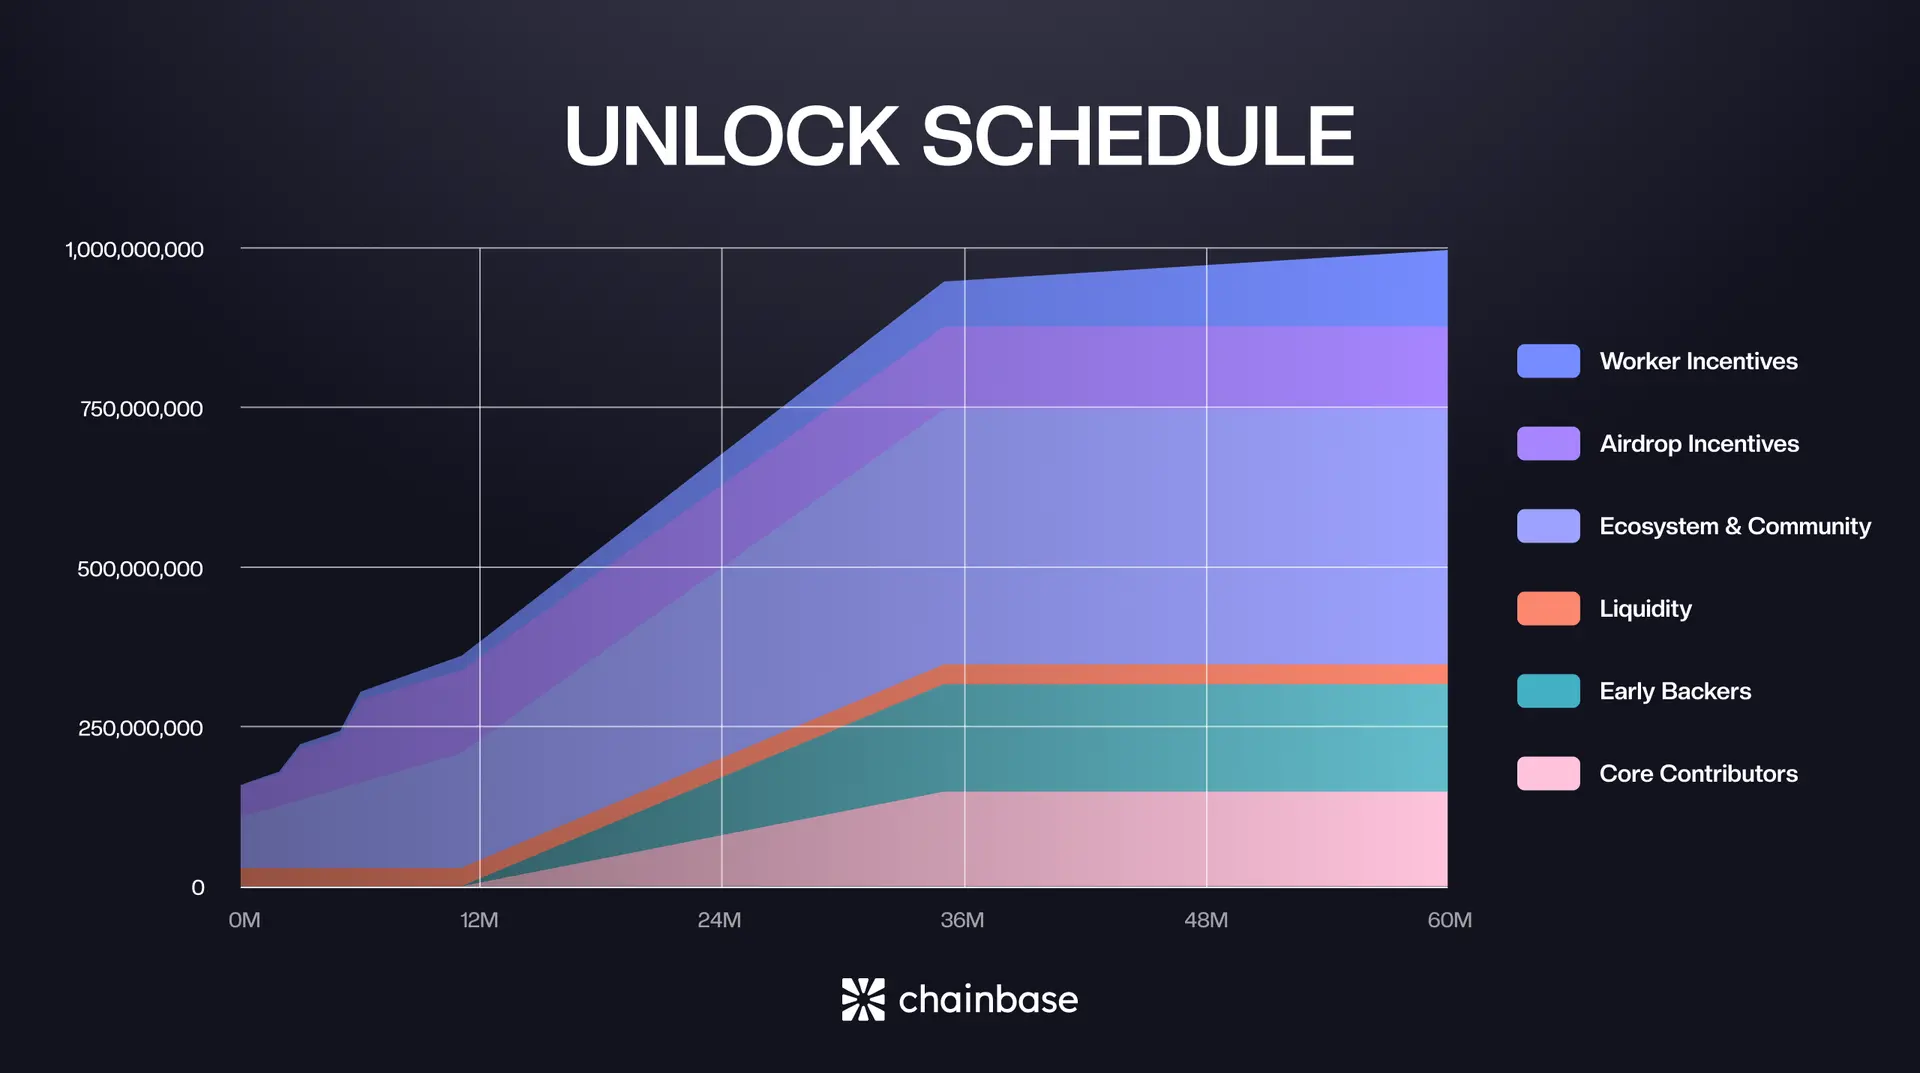 UNLOCK SCHEDULE
1,000,000,000
750,000,000
500,000,000
250,000,000
0
0M
12M
24M
36M
48M
60M
Worker Incentives
Airdrop Incentives
Ecosystem & Community
Liquidity
Early Backers
Core Contributors
chainbase